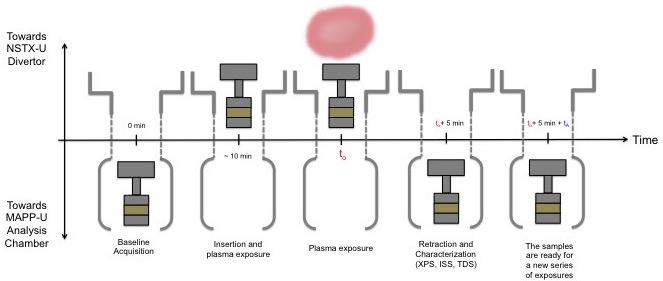 Towards
NSTX-U
Divertor
0 min
~ 10 min
t₀
t₀+ 5 min
t₀+ 5 min + tₐ
Time
Towards
MAPP-U
Analysis
Chamber
Baseline
Acquisition
Insertion and
plasma exposure
Plasma exposure
Retraction and
Characterization
(XPS, ISS, TDS)
The samples
are ready for
a new series
of exposures